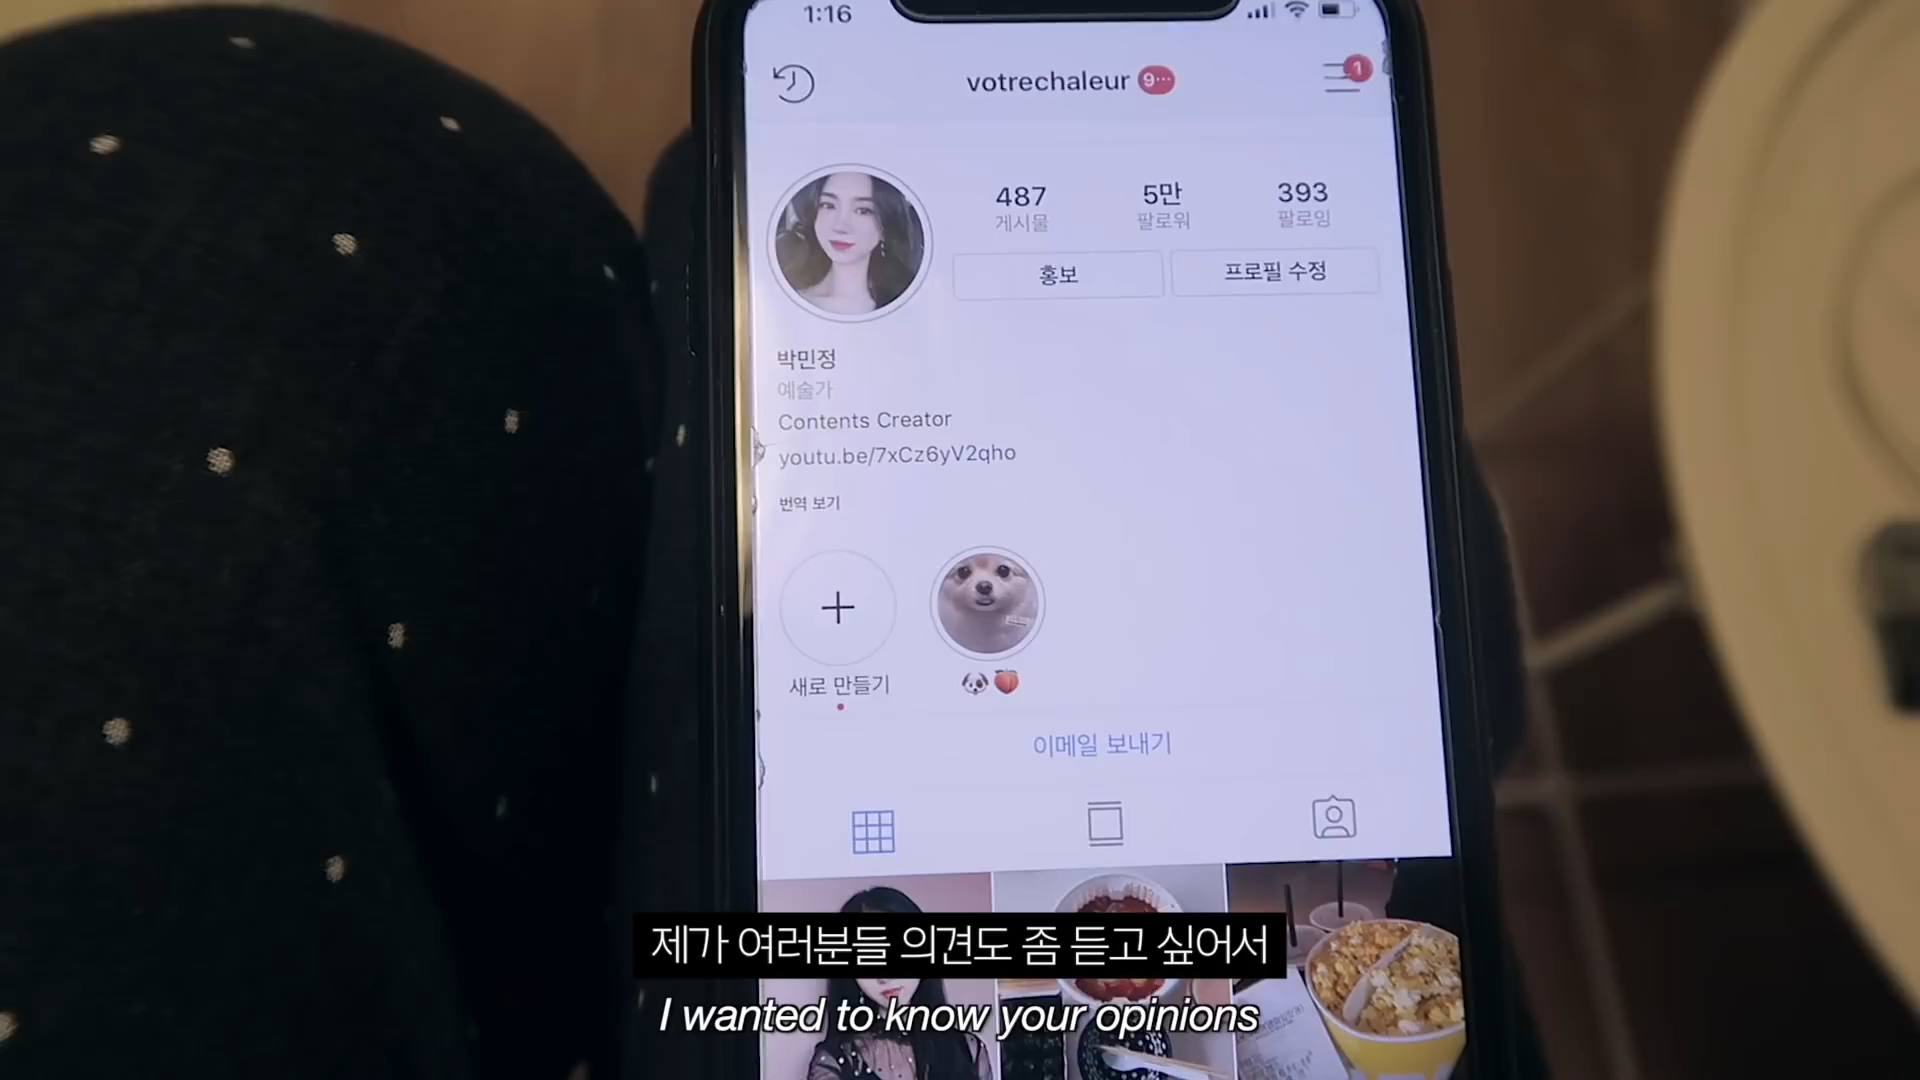 1:16
votrechaleur 9… 1
487 5만 393
게시물 팔로워 팔로잉
홍보 프로필 수정
박민정
예술가
Contents Creator
youtu.be/7xCz6yV2qho
번역 보기
새로 만들기
이메일 보내기
제가 여러분들 의견도 좀 듣고 싶어서
I wanted to know your opinions